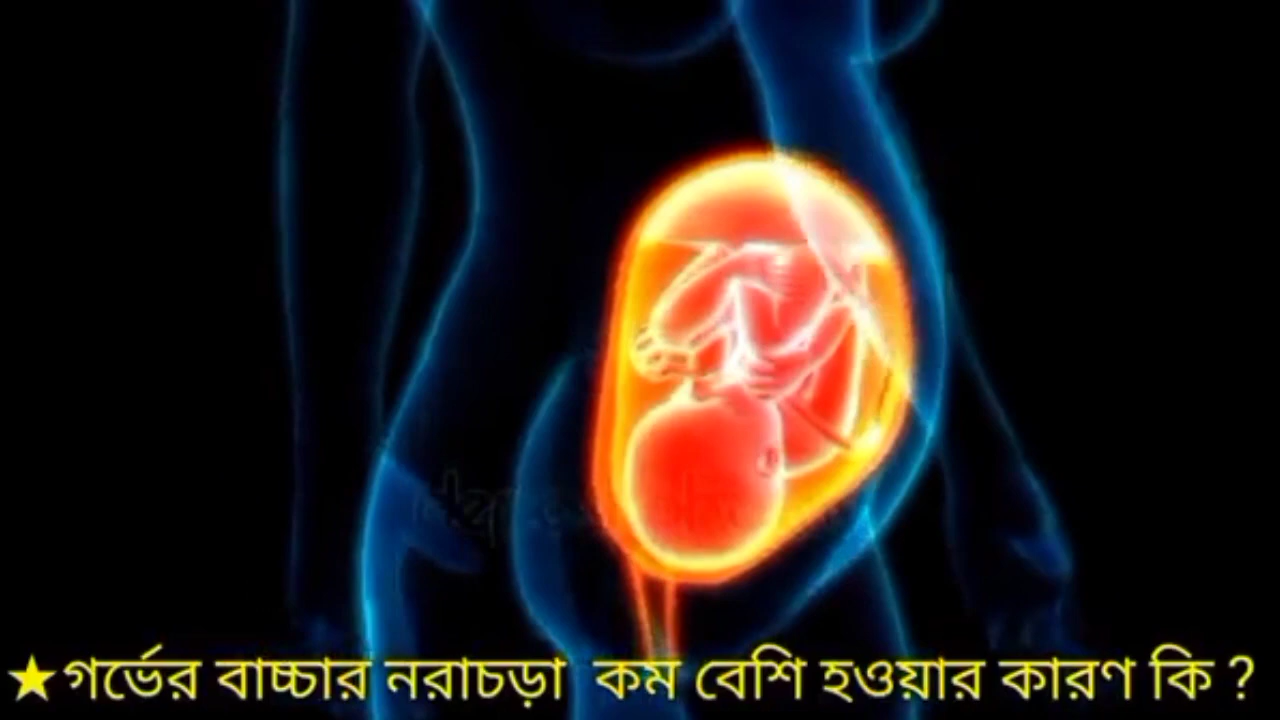 ★গর্ভের বাচ্চার নরাচড়া কম বেশি হওয়ার কারণ কি ?